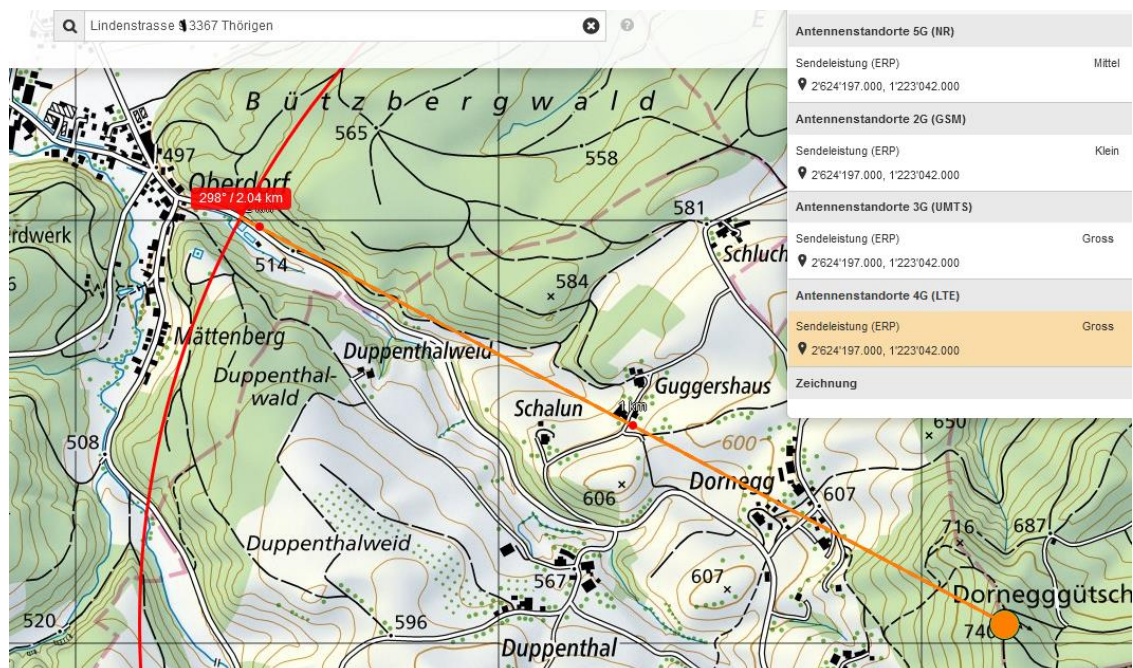 Lindenstrasse 3367 Thörigen
Antennenstandorte 5G (NR)
Sendeleistung (ERP) Mittel
2'624'197.000, 1'223'042.000
Antennenstandorte 2G (GSM)
Sendeleistung (ERP) Klein
2'624'197.000, 1'223'042.000
Antennenstandorte 3G (UMTS)
Sendeleistung (ERP) Gross
2'624'197.000, 1'223'042.000
Antennenstandorte 4G (LTE)
Sendeleistung (ERP) Gross
2'624'197.000, 1'223'042.000
Zeichnung
Bützbergwald
565
558
497
Oberdorf
298° / 2.04 km
581
rdwerk
514
Schluch
584
6
Mättenberg
Duppenthalweid
Duppenthal-
wald
Guggershaus
Schalun
1 km
508
600
650
606
Dornegg
607
716
687
Duppenthalweid
567
607
Dornegggütsch
520
596
740
Duppenthal